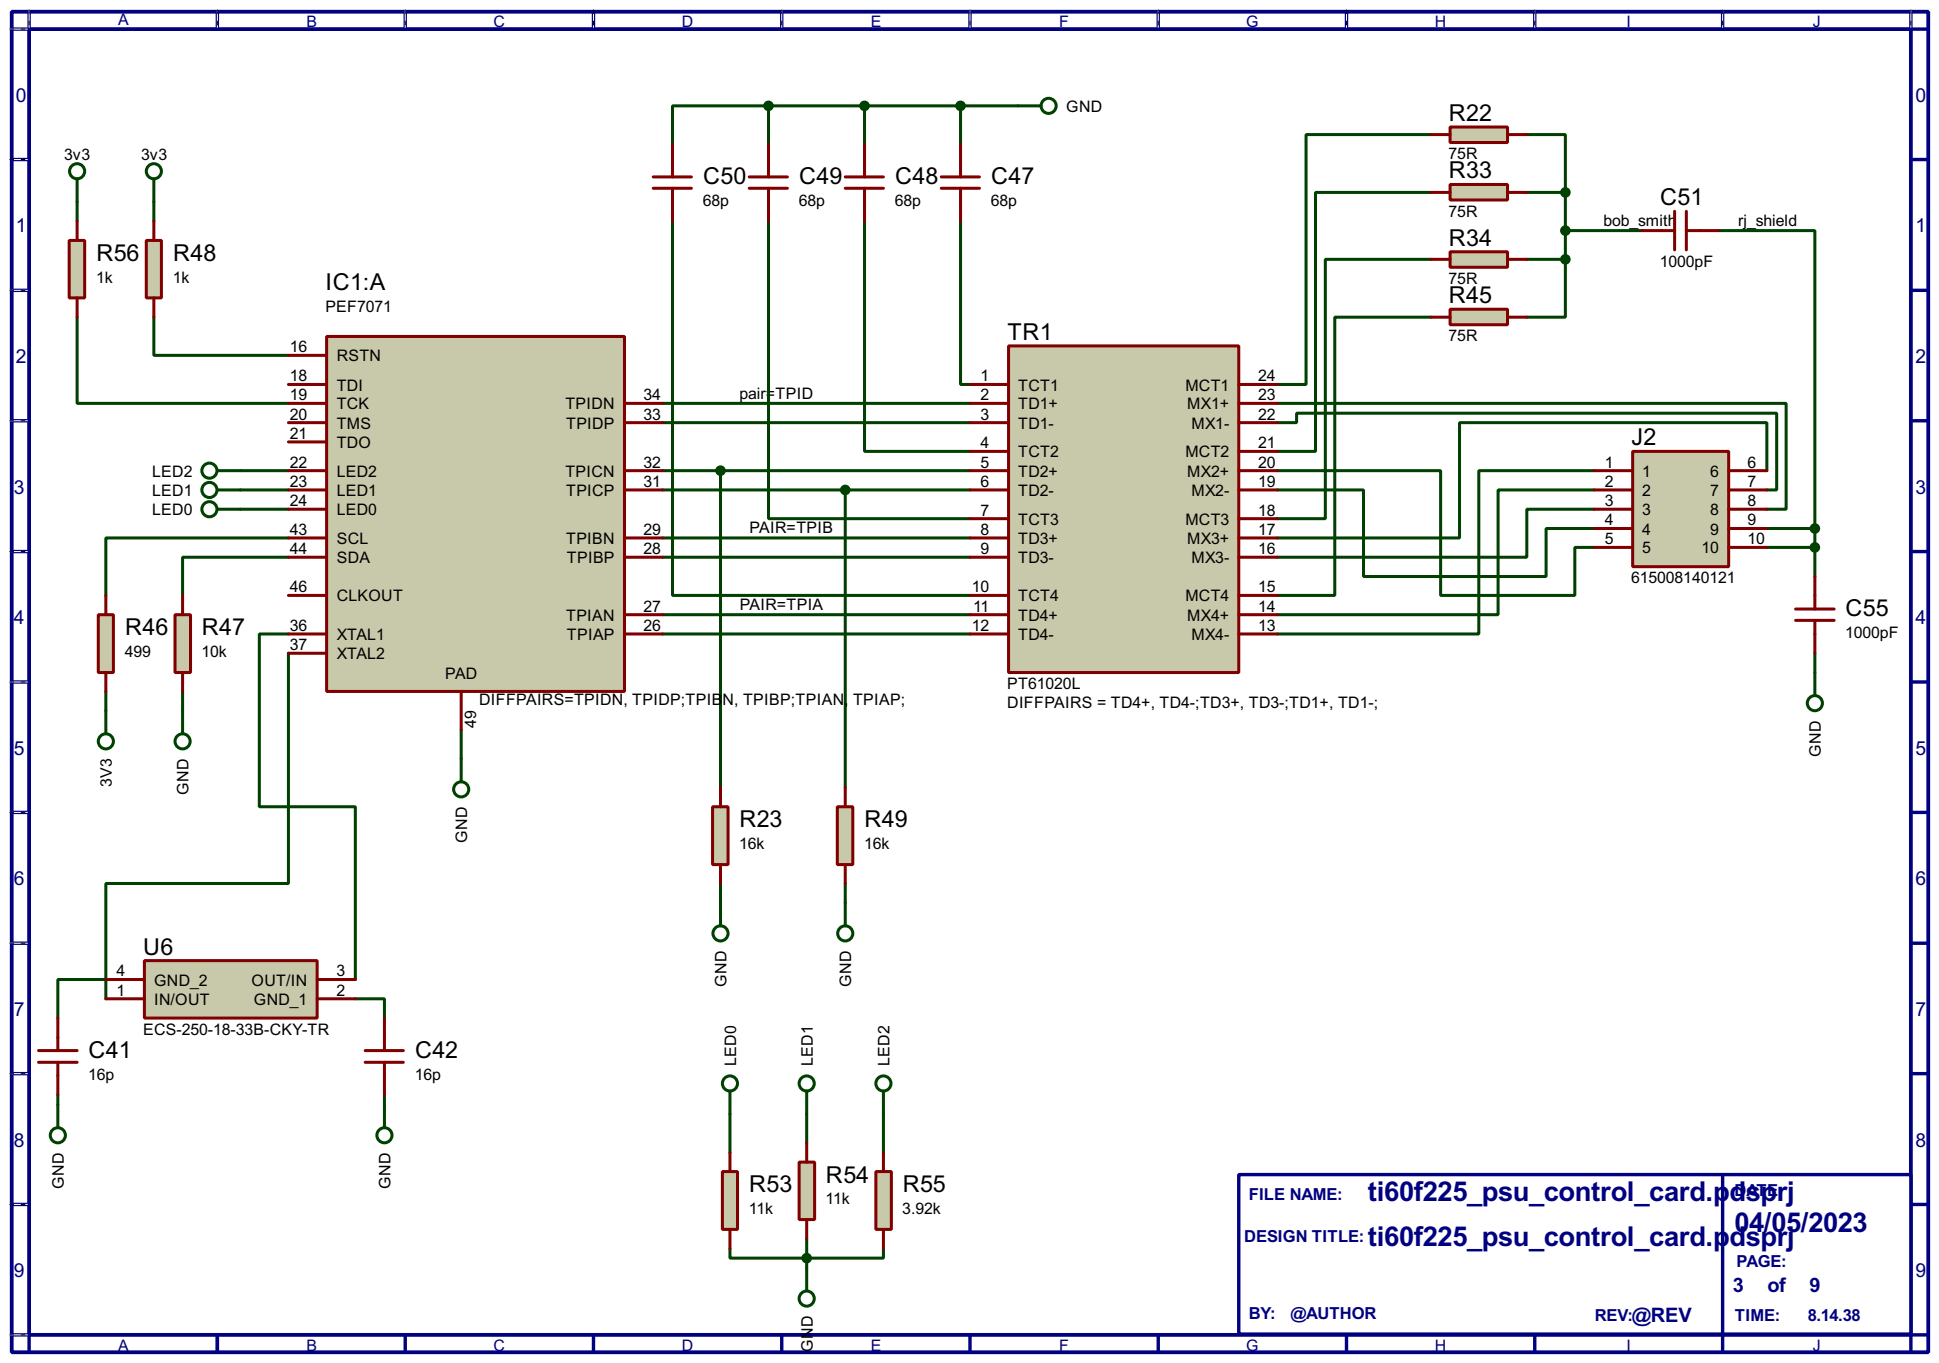 A B C D E F G H I J
0 0
GND
R22
75R
3v3 3v3
C50 C49 C48 C47
68p 68p 68p 68p
R33
75R
C51
bob_smith rj_shield
1000pF
1 1
R56 R48
1k 1k
R34
75R
R45
75R
IC1:A
PEF7071
TR1
2 2
16 RSTN
18 TDI
19 TCK
20 TMS
21 TDO
LED2 22 LED2
LED1 23 LED1
LED0 24 LED0
43 SCL
44 SDA
46 CLKOUT
36 XTAL1
37 XTAL2
PAD
49
GND
TPIDN 34
TPIDP 33
TPICN 32
TPICP 31
TPIBN 29
TPIBP 28
TPIAN 27
TPIAP 26
pair=TPID
PAIR=TPIB
PAIR=TPIA
1 TCT1 MCT1 24
2 TD1+ MX1+ 23
3 TD1- MX1- 22
4 TCT2 MCT2 21
5 TD2+ MX2+ 20
6 TD2- MX2- 19
7 TCT3 MCT3 18
8 TD3+ MX3+ 17
9 TD3- MX3- 16
10 TCT4 MCT4 15
11 TD4+ MX4+ 14
12 TD4- MX4- 13
J2
1 1 6 6
2 2 7 7
3 3 8 8
4 4 9 9
5 5 10 10
615008140121
3 3
4 4
R46 R47
499 10k
3V3 GND
C55
1000pF
GND
DIFFPAIRS=TPIDN, TPIDP;TPIBN, TPIBP;TPIAN, TPIAP;
PT61020L
DIFFPAIRS = TD4+, TD4-;TD3+, TD3-;TD1+, TD1-;
5 5
R23 R49
16k 16k
GND GND
6 6
U6
4 GND_2 OUT/IN 3
1 IN/OUT GND_1 2
ECS-250-18-33B-CKY-TR
7 7
C41 C42
16p 16p
GND GND
LED0 LED1 LED2
8 8
R53 R54 R55
11k 11k 3.92k
GND
9 9
FILE NAME: ti60f225_psu_control_card.pdsprj
DATE:
04/05/2023
DESIGN TITLE: ti60f225_psu_control_card.pdsprj
PAGE:
3 of 9
BY: @AUTHOR REV:@REV TIME: 8.14.38
A B C D E F G H I J